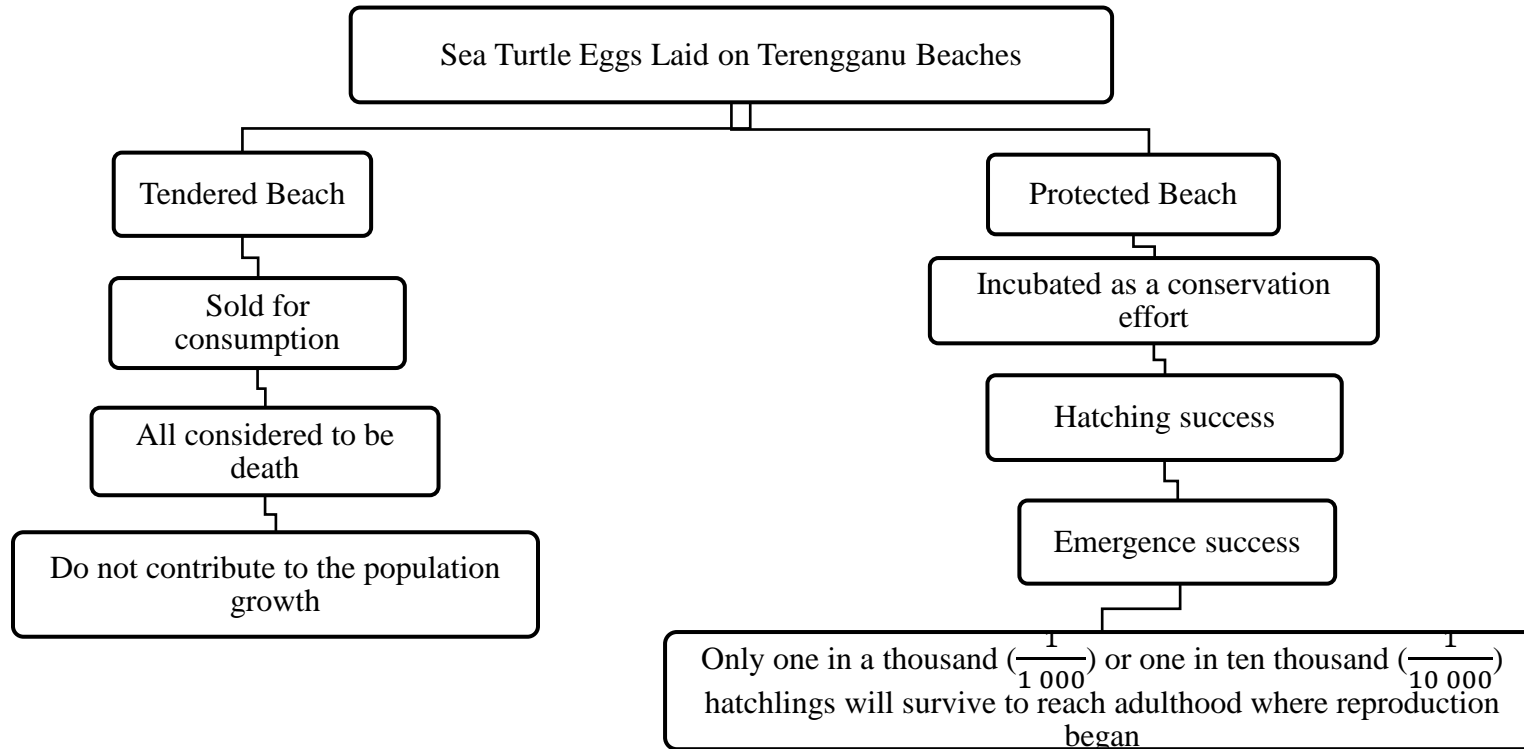 Sea Turtle Eggs Laid on Terengganu Beaches
Tendered Beach
Sold for
consumption
All considered to be
death
Do not contribute to the population
growth
Protected Beach
Incubated as a conservation
effort
Hatching success
Emergence success
Only one in a thousand (1/1 000) or one in ten thousand (1/10 000)
hatchlings will survive to reach adulthood where reproduction
began